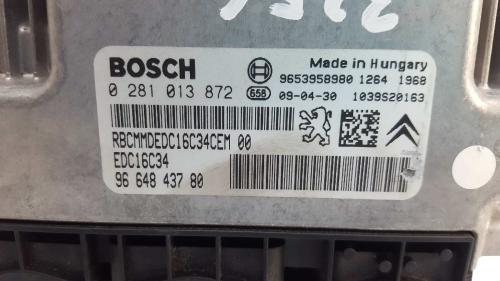 BOSCH
Made in Hungary
9653958980 1264 1968
0 281 013 872 658 09-04-30 1039S20163
RBCMMDEDC16C34CEM 00
EDC16C34
96 648 437 80